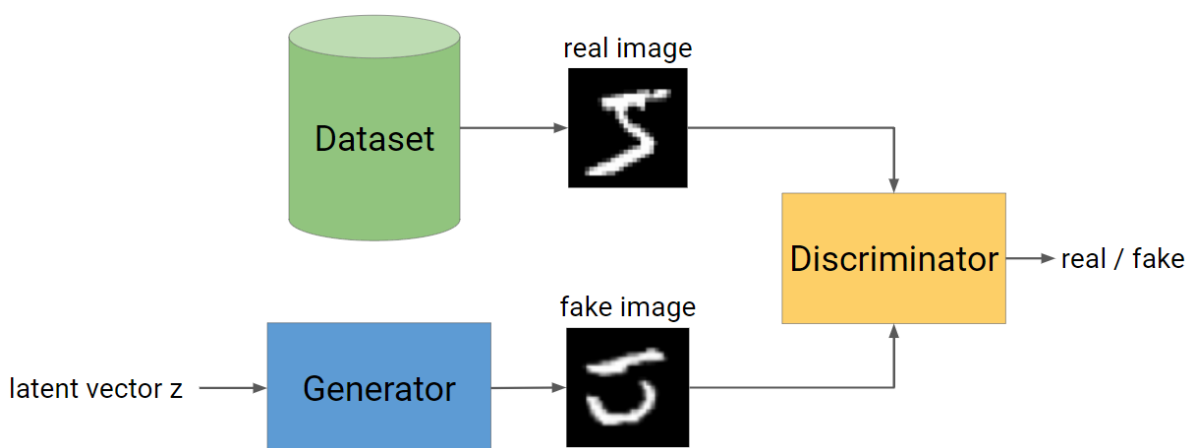 real image
Dataset
Discriminator
real / fake
fake image
latent vector z
Generator